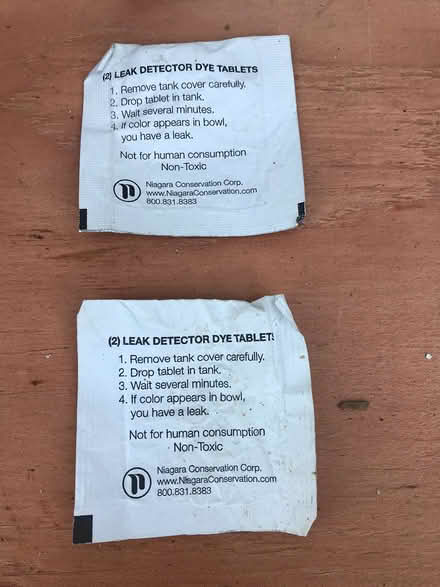 (2) LEAK DETECTOR DYE TABLETS
1. Remove tank cover carefully.
2. Drop tablet in tank.
3. Wait several minutes.
4. If color appears in bowl,
you have a leak.
Not for human consumption
Non-Toxic
n
Niagara Conservation Corp.
www.NiagaraConservation.com
800.831.8383
(2) LEAK DETECTOR DYE TABLETS
1. Remove tank cover carefully.
2. Drop tablet in tank.
3. Wait several minutes.
4. If color appears in bowl,
you have a leak.
Not for human consumption
Non-Toxic
n
Niagara Conservation Corp.
www.NiagaraConservation.com
800.831.8383